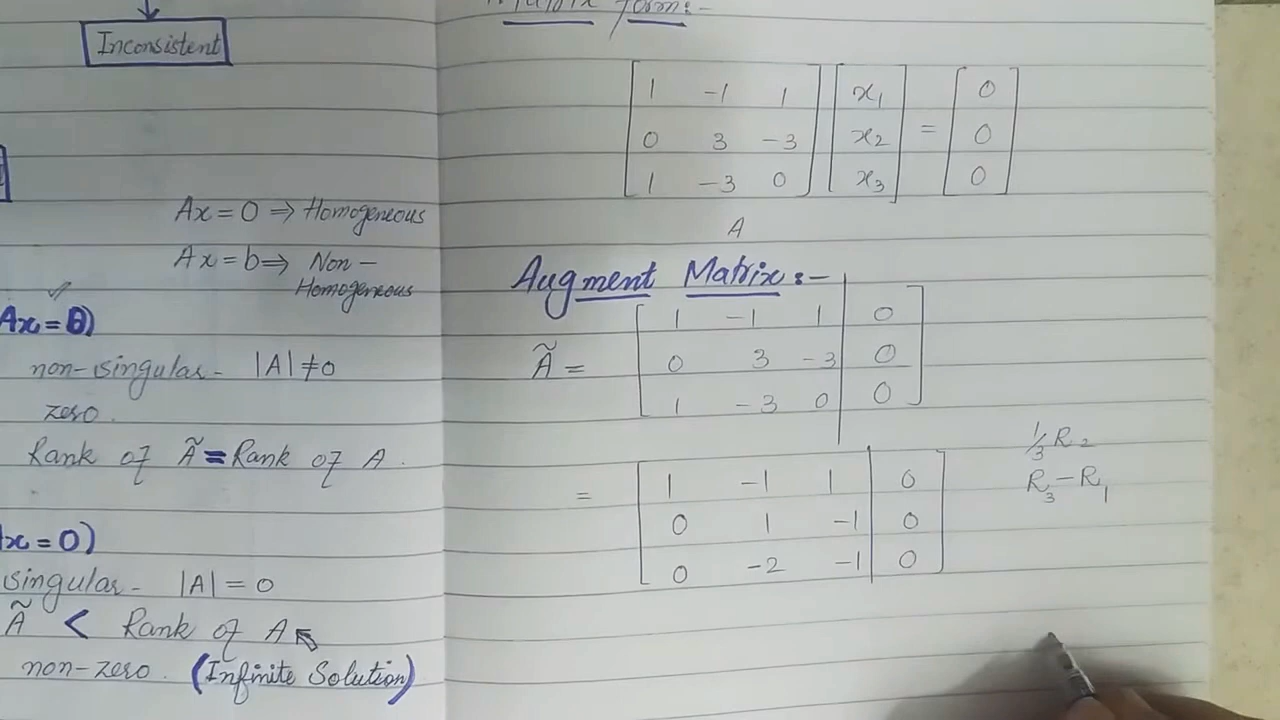 Inconsistent
Ax = 0 ⇒ Homogeneous
Ax = b ⇒ Non-
Homogeneous
Ax = 0)
non-singular - |A| ≠ 0
zero.
Rank of Ã = Rank of A.
x = 0)
singular - |A| = 0
Ã < Rank of A
non-zero. (Infinite Solution)
Matrix form:-
1 -1 1 x₁ 0
0 3 -3 x₂ = 0
1 -3 0 x₃ 0
A
Augment Matrix:-
1 -1 1 | 0
Ã = 0 3 -3 | 0
1 -3 0 | 0
1/3 R₂
= 1 -1 1 | 0 R₃ - R₁
0 1 -1 | 0
0 -2 -1 | 0